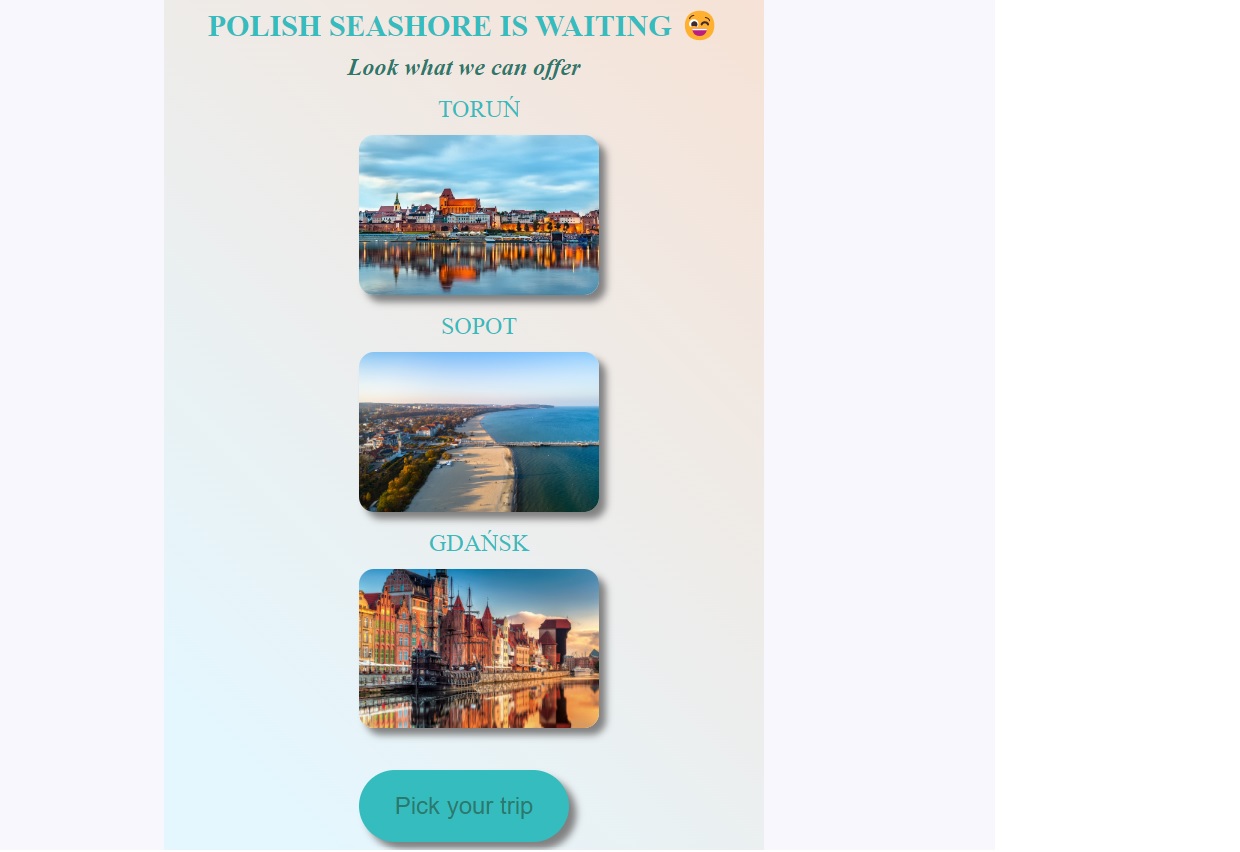 POLISH SEASHORE IS WAITING 😜
Look what we can offer
TORUŃ
SOPOT
GDAŃSK
Pick your trip